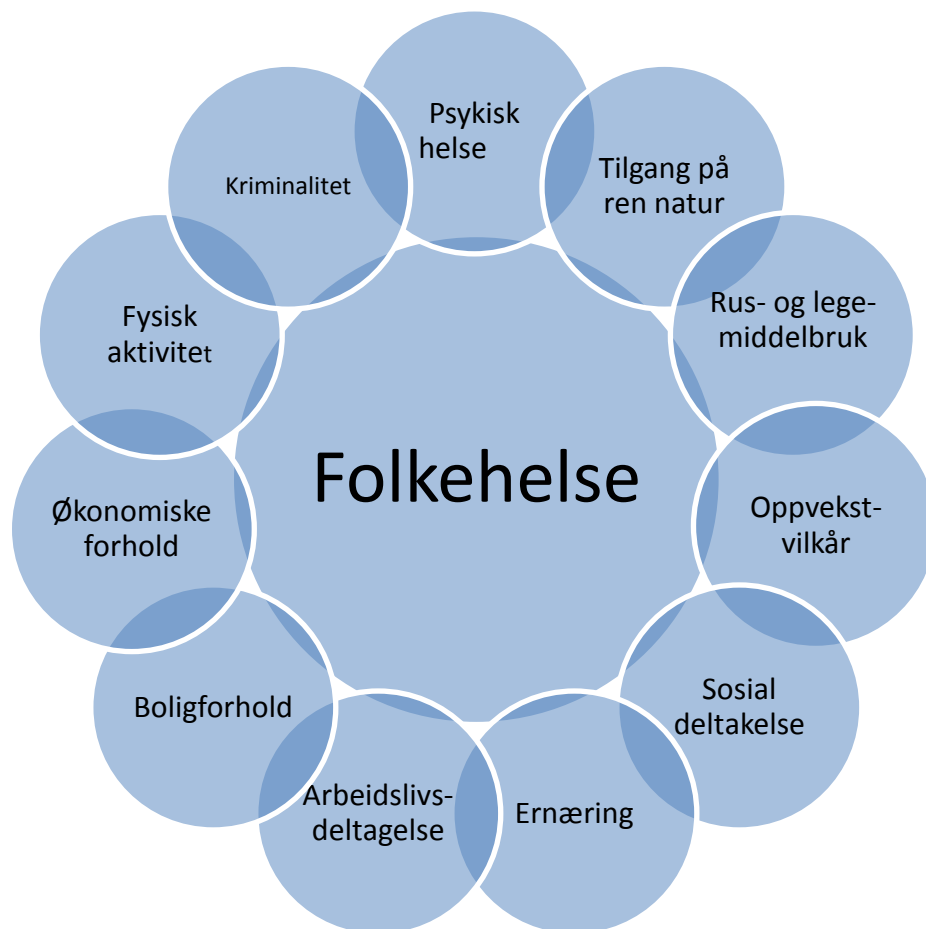 Psykisk
helse
Tilgang på
ren natur
Rus- og lege-
middelbruk
Oppvekst-
vilkår
Sosial
deltakelse
Ernæring
Arbeidslivs-
deltagelse
Boligforhold
Økonomiske
forhold
Fysisk
aktivitet
Kriminalitet
Folkehelse